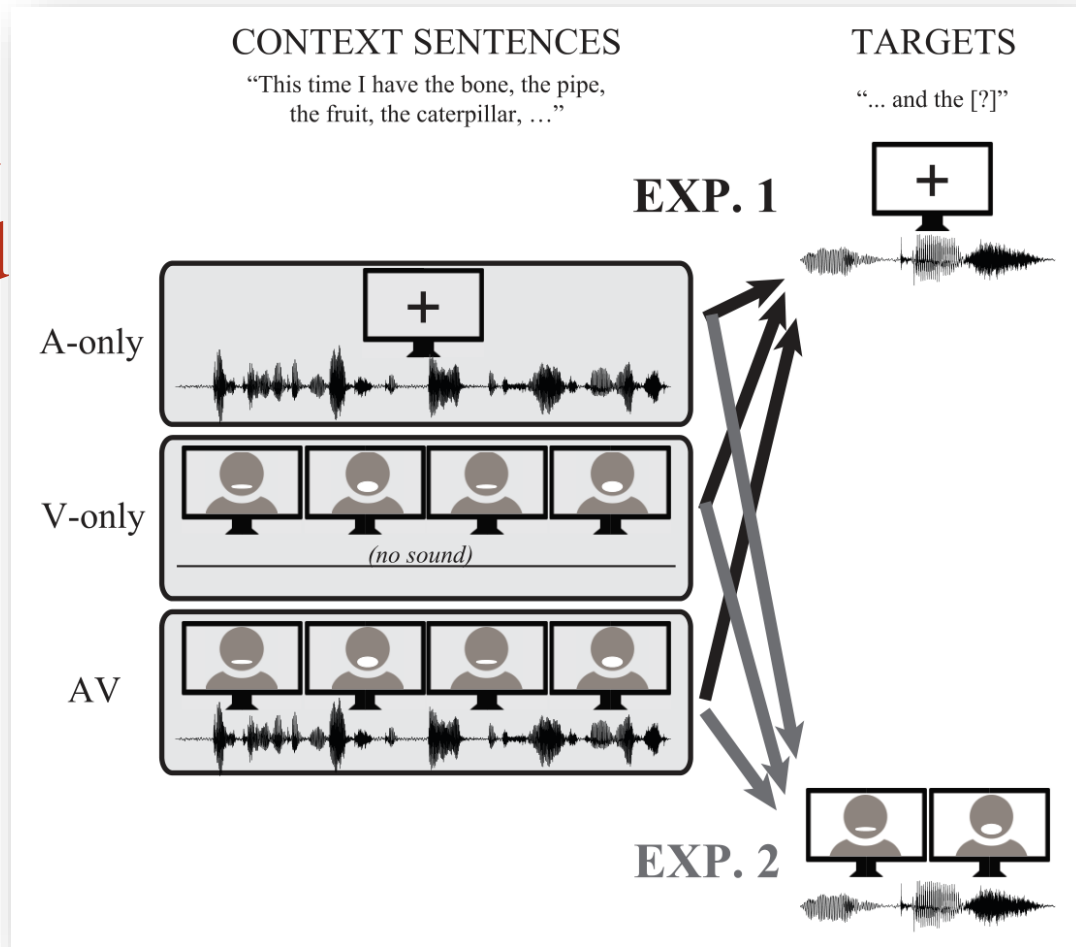 CONTEXT SENTENCES
“This time I have the bone, the pipe,
the fruit, the caterpillar, …”
TARGETS
“... and the [?]”
EXP. 1
A-only
V-only
(no sound)
AV
EXP. 2